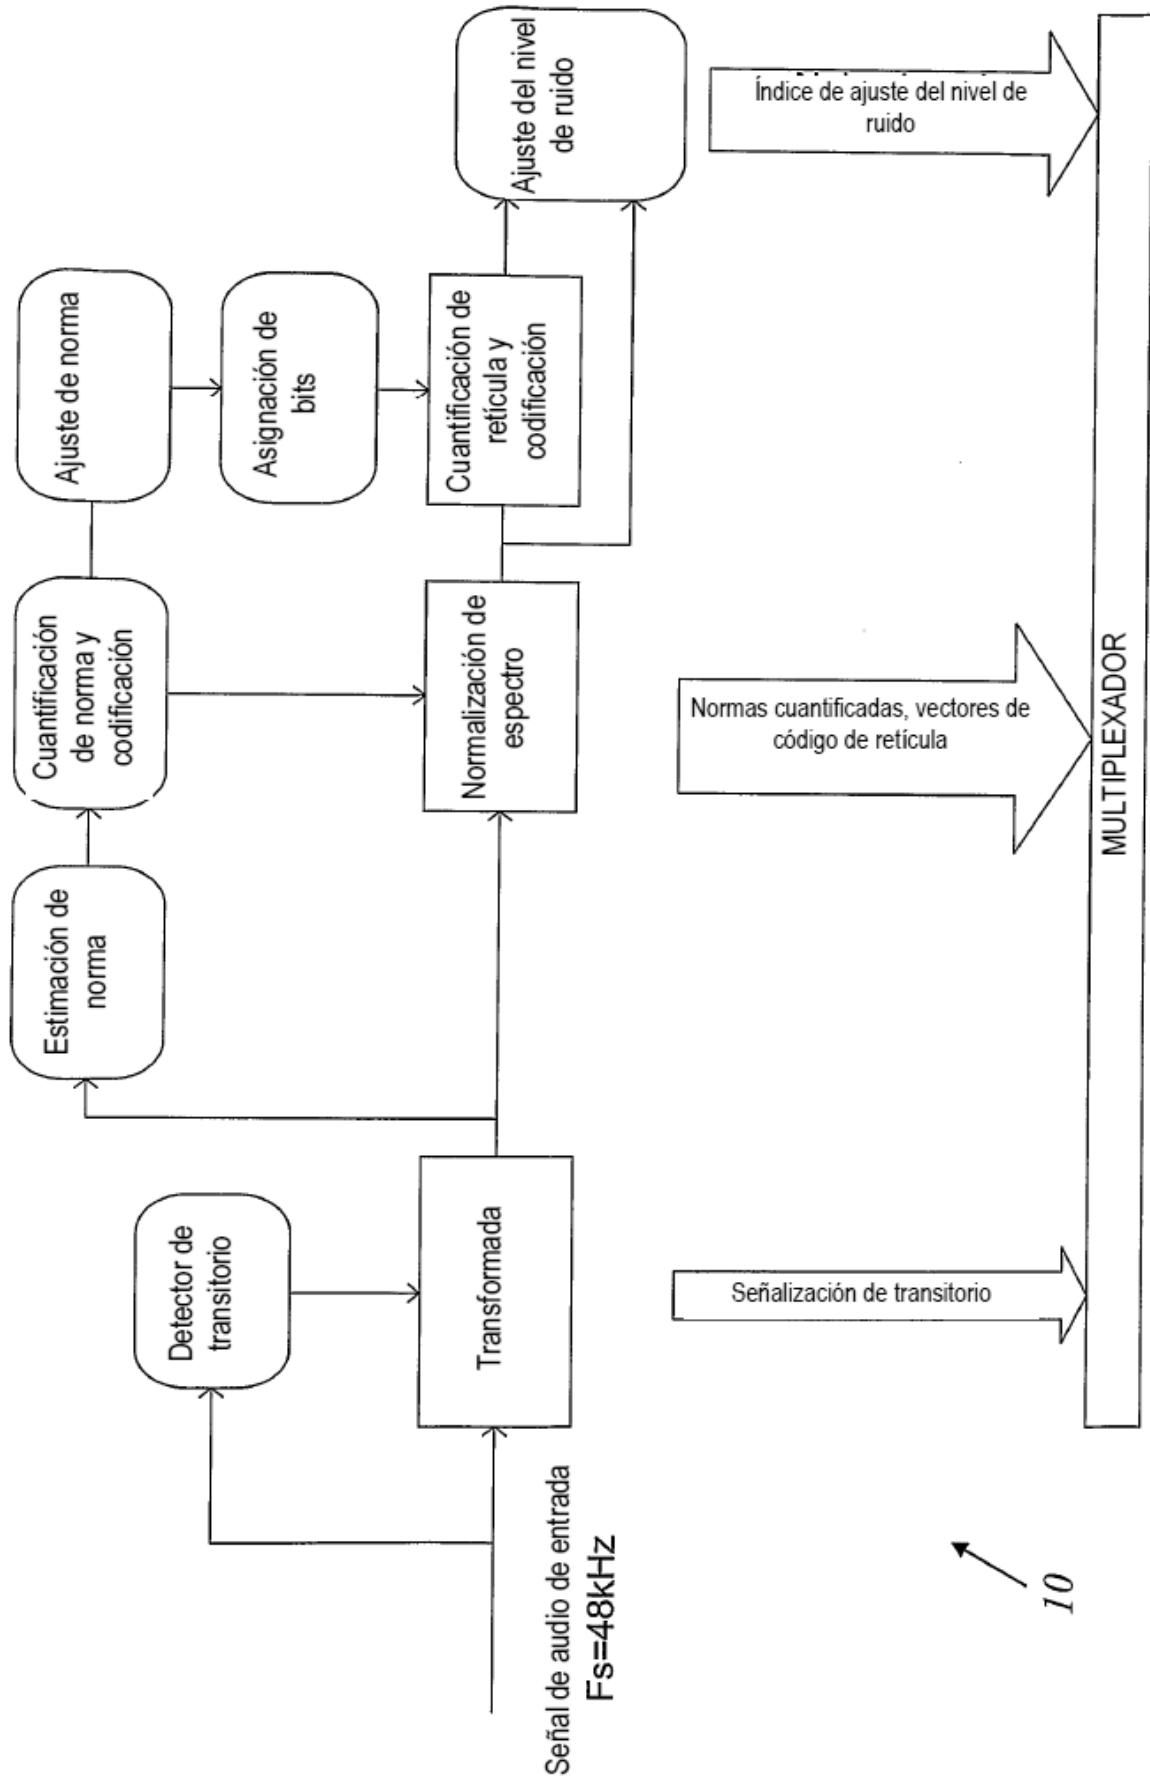 Señal de audio de entrada
Fs=48kHz
Detector de
transitorio
Transformada
Estimación de
norma
Cuantificación
de norma y
codificación
Normalización de
espectro
Ajuste de norma
Asignación de
bits
Cuantificación de
retícula y
codificación
Ajuste del nivel
de ruido
Señalización de transitorio
Normas cuantificadas, vectores de
código de retícula
Índice de ajuste del nivel de
ruido
MULTIPLEXADOR
10